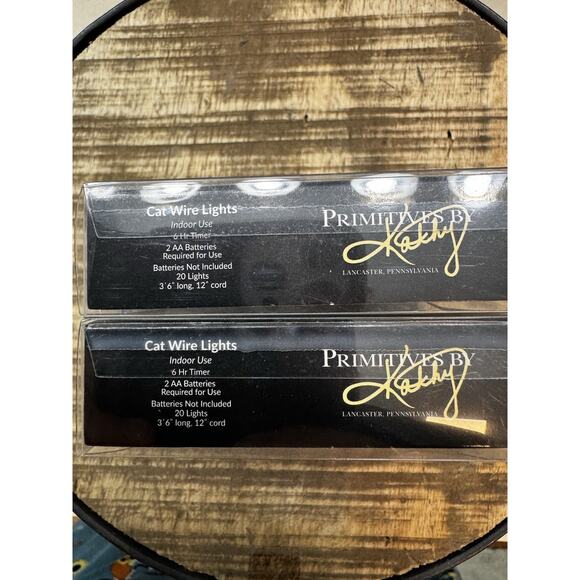 Cat Wire Lights
Indoor Use
6 Hr Timer
2 AA Batteries
Required for Use
Batteries Not Included
20 Lights
3'6" long, 12" cord
PRIMITIVES BY
Kathy
LANCASTER, PENNSYLVANIA
Cat Wire Lights
Indoor Use
6 Hr Timer
2 AA Batteries
Required for Use
Batteries Not Included
20 Lights
3'6" long, 12" cord
PRIMITIVES BY
Kathy
LANCASTER, PENNSYLVANIA